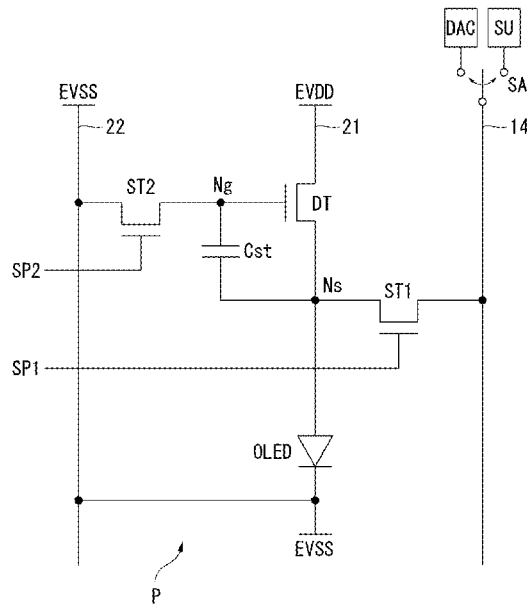 DAC SU
SA
EVSS EVDD
22 21 14
ST2 Ng DT
Cst
SP2 Ns ST1
SP1
OLED
EVSS
P